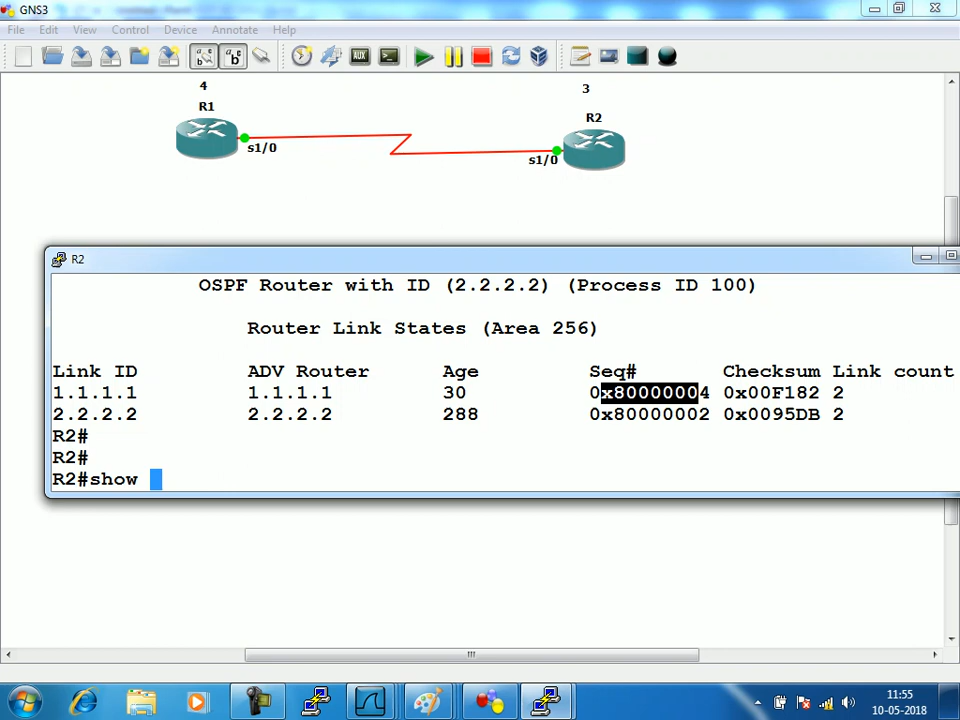 GNS3
File Edit View Control Device Annotate Help
4
R1
s1/0
3
R2
s1/0
R2
OSPF Router with ID (2.2.2.2) (Process ID 100)
Router Link States (Area 256)
Link ID ADV Router Age Seq# Checksum Link count
1.1.1.1 1.1.1.1 30 0x80000004 0x00F182 2
2.2.2.2 2.2.2.2 288 0x80000002 0x0095DB 2
R2#
R2#
R2#show
11:55
10-05-2018